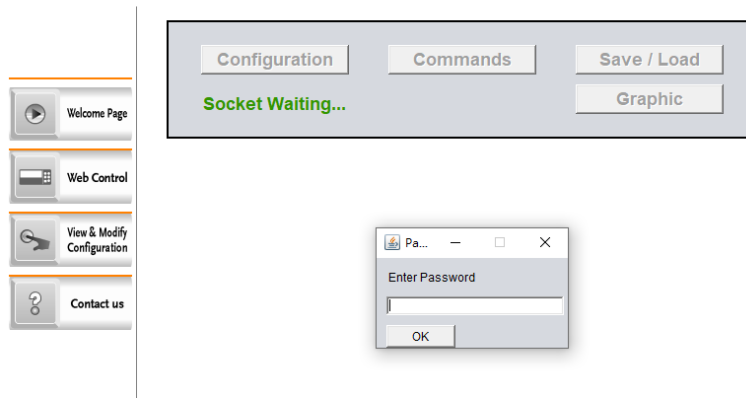 Configuration
Commands
Save / Load
Socket Waiting...
Graphic
Welcome Page
Web Control
View & Modify
Configuration
Contact us
Pa...
Enter Password
OK